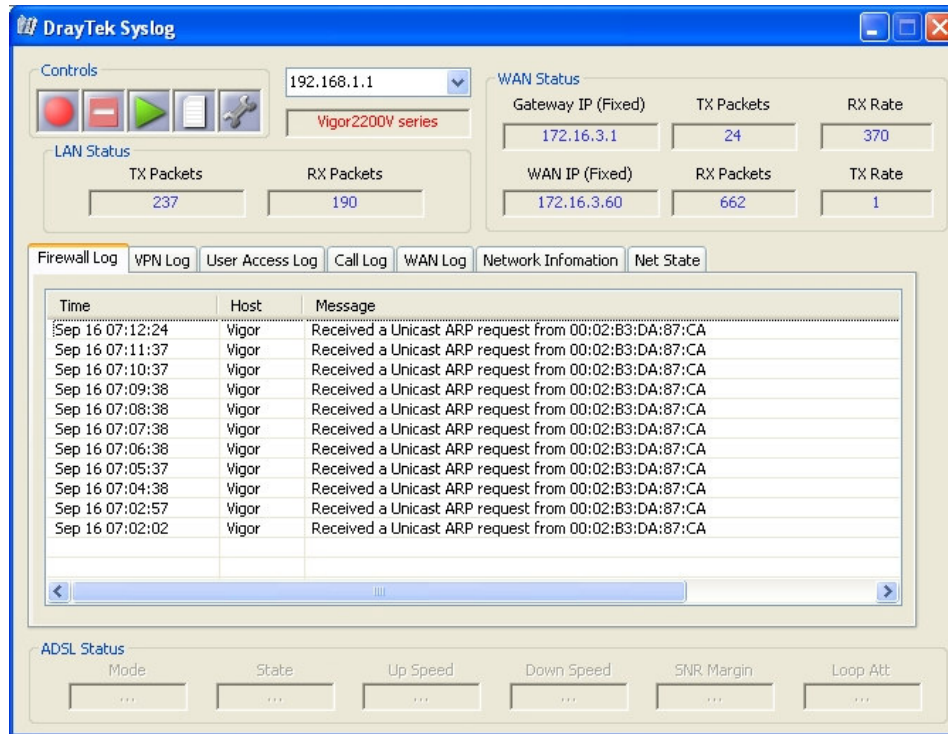 DrayTek Syslog
Controls
192.168.1.1
Vigor2200V series
WAN Status
Gateway IP (Fixed) TX Packets RX Rate
172.16.3.1 24 370
WAN IP (Fixed) RX Packets TX Rate
172.16.3.60 662 1
LAN Status
TX Packets RX Packets
237 190
Firewall Log VPN Log User Access Log Call Log WAN Log Network Infomation Net State
Time Host Message
Sep 16 07:12:24 Vigor Received a Unicast ARP request from 00:02:B3:DA:87:CA
Sep 16 07:11:37 Vigor Received a Unicast ARP request from 00:02:B3:DA:87:CA
Sep 16 07:10:37 Vigor Received a Unicast ARP request from 00:02:B3:DA:87:CA
Sep 16 07:09:38 Vigor Received a Unicast ARP request from 00:02:B3:DA:87:CA
Sep 16 07:08:38 Vigor Received a Unicast ARP request from 00:02:B3:DA:87:CA
Sep 16 07:07:38 Vigor Received a Unicast ARP request from 00:02:B3:DA:87:CA
Sep 16 07:06:38 Vigor Received a Unicast ARP request from 00:02:B3:DA:87:CA
Sep 16 07:05:37 Vigor Received a Unicast ARP request from 00:02:B3:DA:87:CA
Sep 16 07:04:38 Vigor Received a Unicast ARP request from 00:02:B3:DA:87:CA
Sep 16 07:02:57 Vigor Received a Unicast ARP request from 00:02:B3:DA:87:CA
Sep 16 07:02:02 Vigor Received a Unicast ARP request from 00:02:B3:DA:87:CA
ADSL Status
Mode State Up Speed Down Speed SNR Margin Loop Att
... ... ... ... ... ...